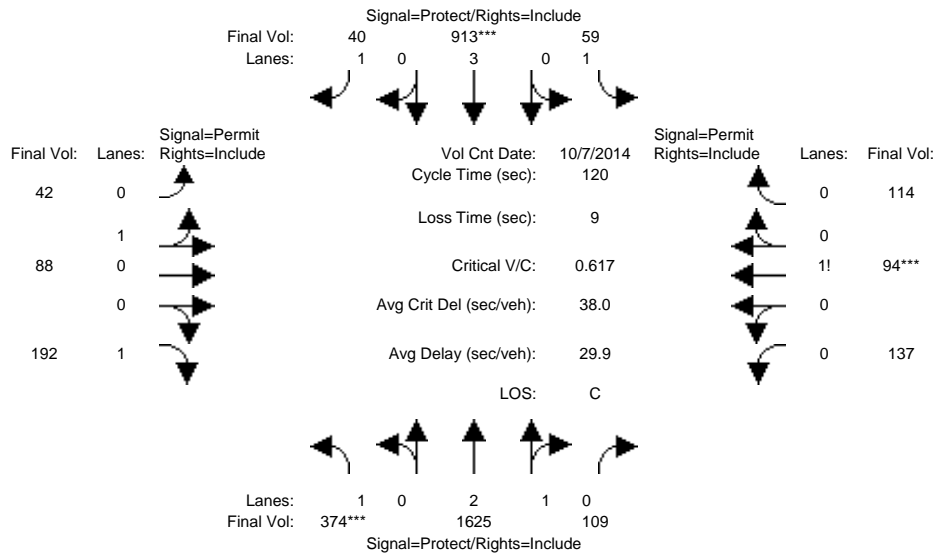 Signal=Protect/Rights=Include
Final Vol: 40 913*** 59
Lanes: 1 0 3 0 1
Signal=Permit Signal=Permit
Final Vol: Lanes: Rights=Include Vol Cnt Date: 10/7/2014 Rights=Include Lanes: Final Vol:
Cycle Time (sec): 120
42 0 0 114
Loss Time (sec): 9
1 0
88 0 Critical V/C: 0.617 1! 94***
0 Avg Crit Del (sec/veh): 38.0 0
192 1 Avg Delay (sec/veh): 29.9 0 137
LOS: C
Lanes: 1 0 2 1 0
Final Vol: 374*** 1625 109
Signal=Protect/Rights=Include